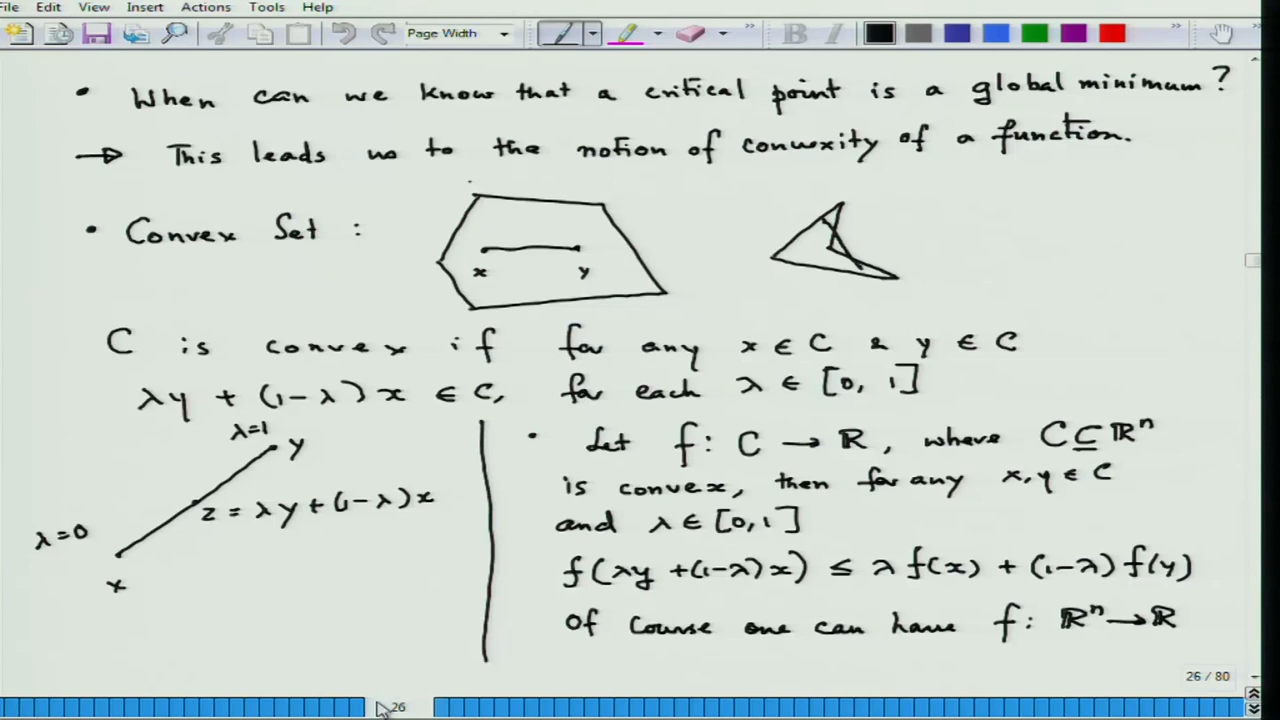 File Edit View Insert Actions Tools Help
Page Width
B I
• When can we know that a critical point is a global minimum?
→ This leads us to the notion of convexity of a function.
• Convex Set :
x y
C is convex if for any x ∈ C & y ∈ C
λy + (1-λ)x ∈ C, for each λ ∈ [0, 1]
λ=1 y
z = λy + (1-λ)x
λ=0
x
• Let f: C → ℝ, where C ⊆ ℝⁿ
is convex, then for any x, y ∈ C
and λ ∈ [0,1]
f(λy + (1-λ)x) ≤ λ f(x) + (1-λ) f(y)
Of course one can have f: ℝⁿ → ℝ
26 / 80
26